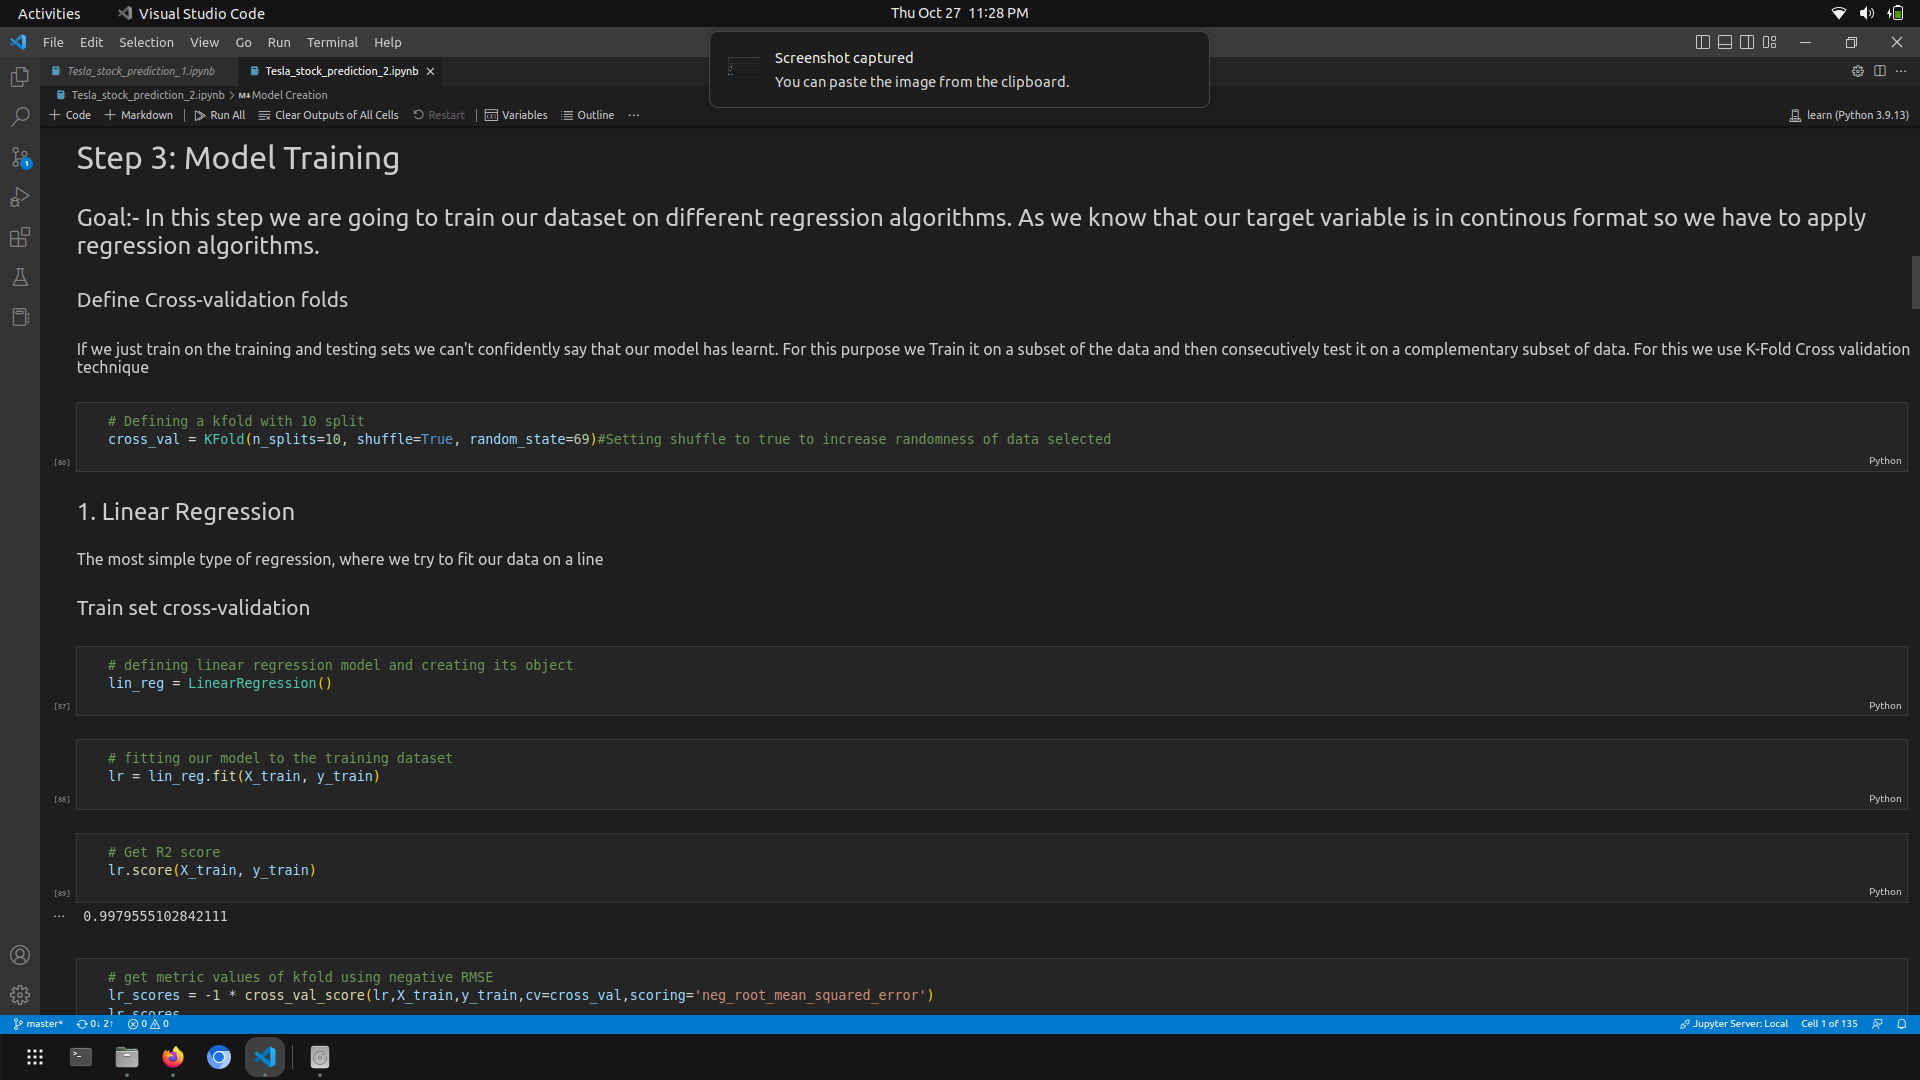 Activities
Visual Studio Code
Thu Oct 27 11:28 PM
File Edit Selection View Go Run Terminal Help
Screenshot captured
You can paste the image from the clipboard.
Tesla_stock_prediction_1.ipynb
Tesla_stock_prediction_2.ipynb
Tesla_stock_prediction_2.ipynb > M↓Model Creation
+ Code + Markdown | Run All Clear Outputs of All Cells Restart | Variables Outline ...
learn (Python 3.9.13)
Step 3: Model Training
Goal:- In this step we are going to train our dataset on different regression algorithms. As we know that our target variable is in continous format so we have to apply
regression algorithms.
Define Cross-validation folds
If we just train on the training and testing sets we can't confidently say that our model has learnt. For this purpose we Train it on a subset of the data and then consecutively test it on a complementary subset of data. For this we use K-Fold Cross validation
technique
# Defining a kfold with 10 split
cross_val = KFold(n_splits=10, shuffle=True, random_state=69)#Setting shuffle to true to increase randomness of data selected
[86]
Python
1. Linear Regression
The most simple type of regression, where we try to fit our data on a line
Train set cross-validation
# defining linear regression model and creating its object
lin_reg = LinearRegression()
[87]
Python
# fitting our model to the training dataset
lr = lin_reg.fit(X_train, y_train)
[88]
Python
# Get R2 score
lr.score(X_train, y_train)
[89]
Python
... 0.9979555102842111
# get metric values of kfold using negative RMSE
lr_scores = -1 * cross_val_score(lr,X_train,y_train,cv=cross_val,scoring='neg_root_mean_squared_error')
lr_scores
master* 0↓ 2↑ 0 0
Jupyter Server: Local Cell 1 of 135